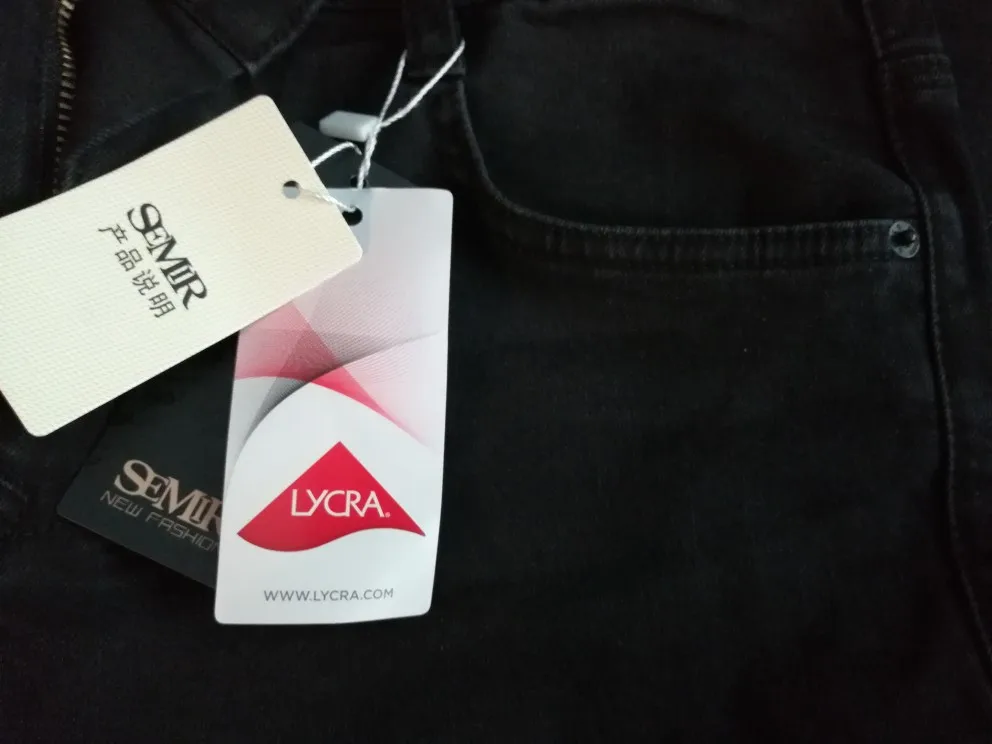 SEMIR
产品说明
SEMIR
NEW FASHION
LYCRA®
WWW.LYCRA.COM